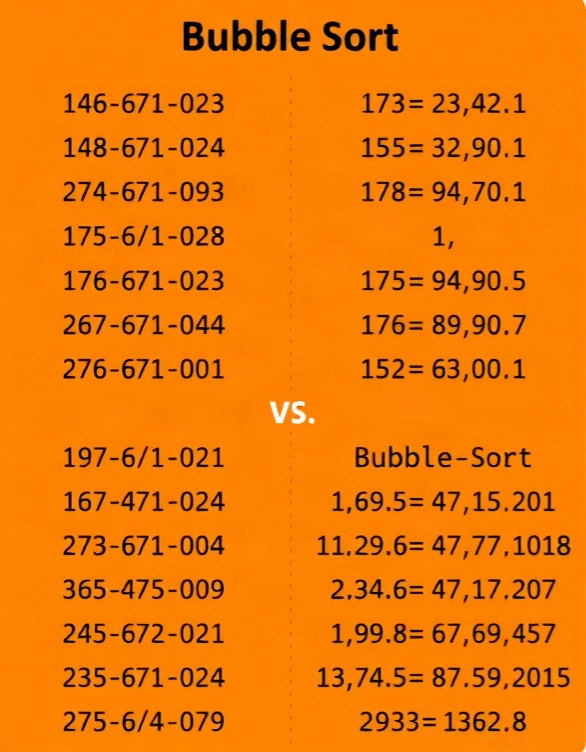 Bubble Sort
146-671-023 173= 23,42.1
148-671-024 155= 32,90.1
274-671-093 178= 94,70.1
175-6/1-028 1,
176-671-023 175= 94,90.5
267-671-044 176= 89,90.7
276-671-001 152= 63,00.1
vs.
197-6/1-021 Bubble-Sort
167-471-024 1,69.5= 47,15.201
273-671-004 11.29.6= 47,77.1018
365-475-009 2.34.6= 47,17.207
245-672-021 1,99.8= 67,69,457
235-671-024 13,74.5= 87.59,2015
275-6/4-079 2933= 1362.8